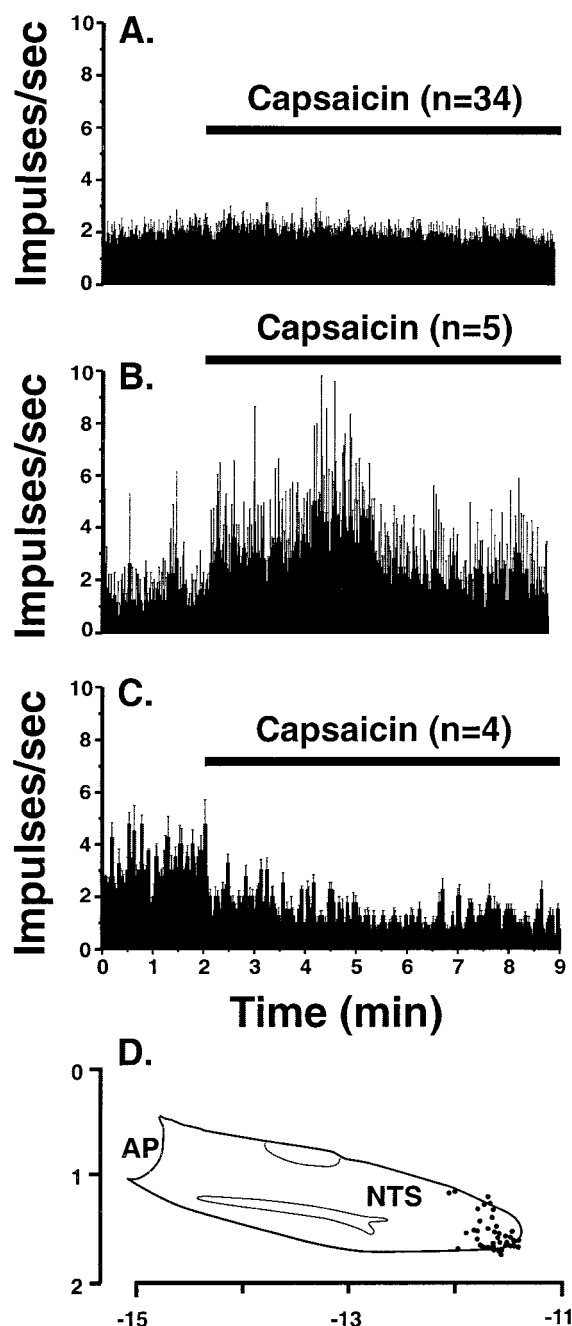 A.
Capsaicin (n=34)
Impulses/sec
10
8
6
4
2
0
Capsaicin (n=5)
B.
Impulses/sec
10
8
6
4
2
0
C.
Capsaicin (n=4)
Impulses/sec
10
8
6
4
2
0
0 1 2 3 4 5 6 7 8 9
Time (min)
D.
0
1
2
AP
NTS
-15 -13 -11